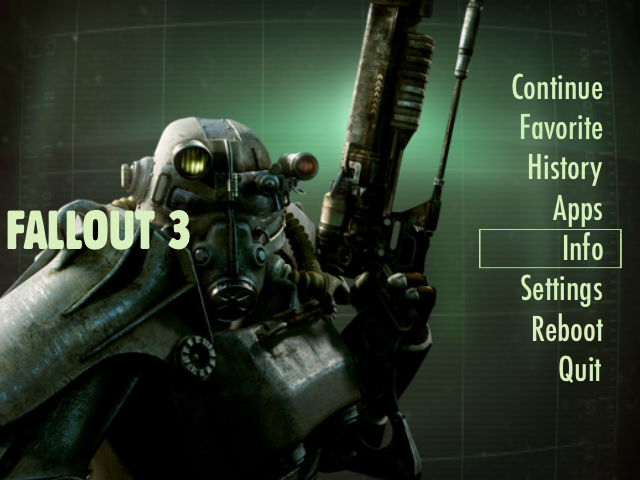 Continue
Favorite
History
Apps
FALLOUT 3
Info
Settings
Reboot
Quit